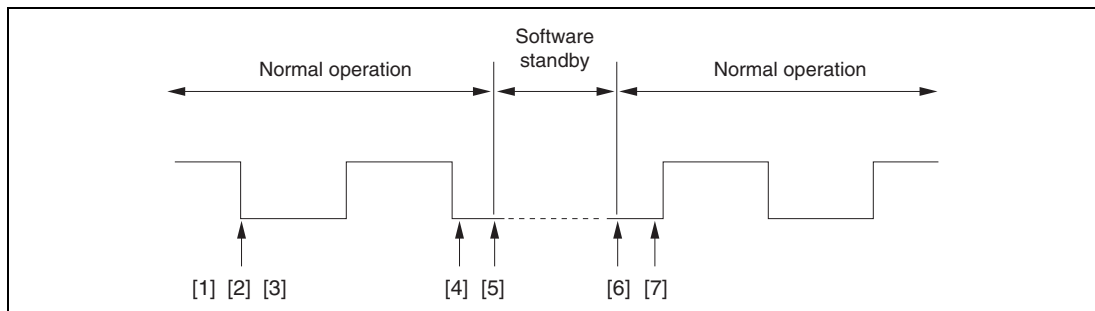 Software
standby
Normal operation
Normal operation
[1] [2] [3]
[4] [5]
[6] [7]